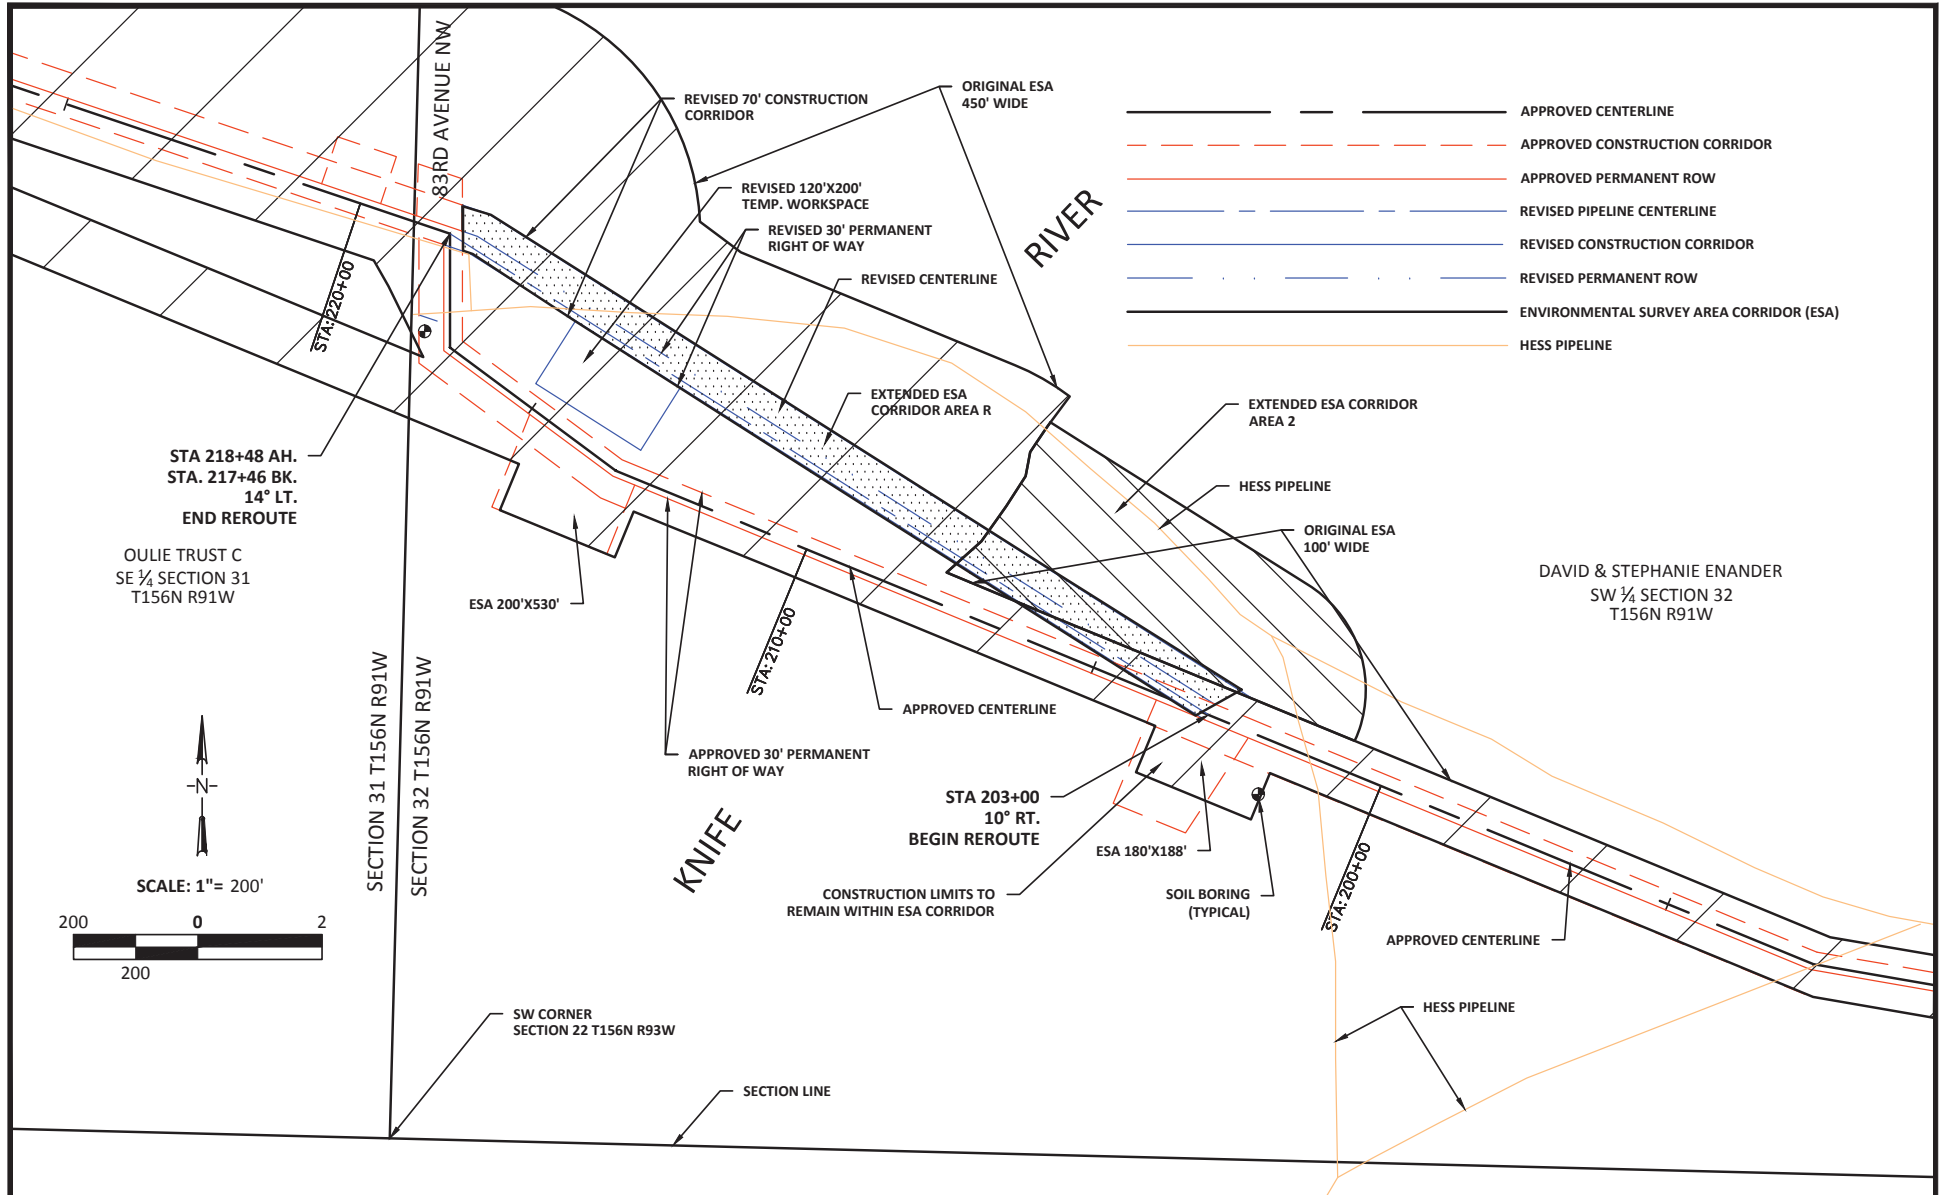 83RD AVENUE NW
REVISED 70' CONSTRUCTION
CORRIDOR
ORIGINAL ESA
450' WIDE
REVISED 120'X200'
TEMP. WORKSPACE
REVISED 30' PERMANENT
RIGHT OF WAY
REVISED CENTERLINE
RIVER
APPROVED CENTERLINE
APPROVED CONSTRUCTION CORRIDOR
APPROVED PERMANENT ROW
REVISED PIPELINE CENTERLINE
REVISED CONSTRUCTION CORRIDOR
REVISED PERMANENT ROW
ENVIRONMENTAL SURVEY AREA CORRIDOR (ESA)
HESS PIPELINE
STA: 220+00
EXTENDED ESA
CORRIDOR AREA R
EXTENDED ESA CORRIDOR
AREA 2
HESS PIPELINE
ORIGINAL ESA
100' WIDE
STA 218+48 AH.
STA. 217+46 BK.
14° LT.
END REROUTE
OULIE TRUST C
SE ¼ SECTION 31
T156N R91W
ESA 200'X530'
DAVID & STEPHANIE ENANDER
SW ¼ SECTION 32
T156N R91W
STA: 210+00
APPROVED CENTERLINE
APPROVED 30' PERMANENT
RIGHT OF WAY
SECTION 31 T156N R91W
SECTION 32 T156N R91W
-N-
KNIFE
STA 203+00
10° RT.
BEGIN REROUTE
ESA 180'X188'
CONSTRUCTION LIMITS TO
REMAIN WITHIN ESA CORRIDOR
SOIL BORING
(TYPICAL)
STA: 200+00
APPROVED CENTERLINE
SCALE: 1"= 200'
200 0 2
200
SW CORNER
SECTION 22 T156N R93W
SECTION LINE
HESS PIPELINE